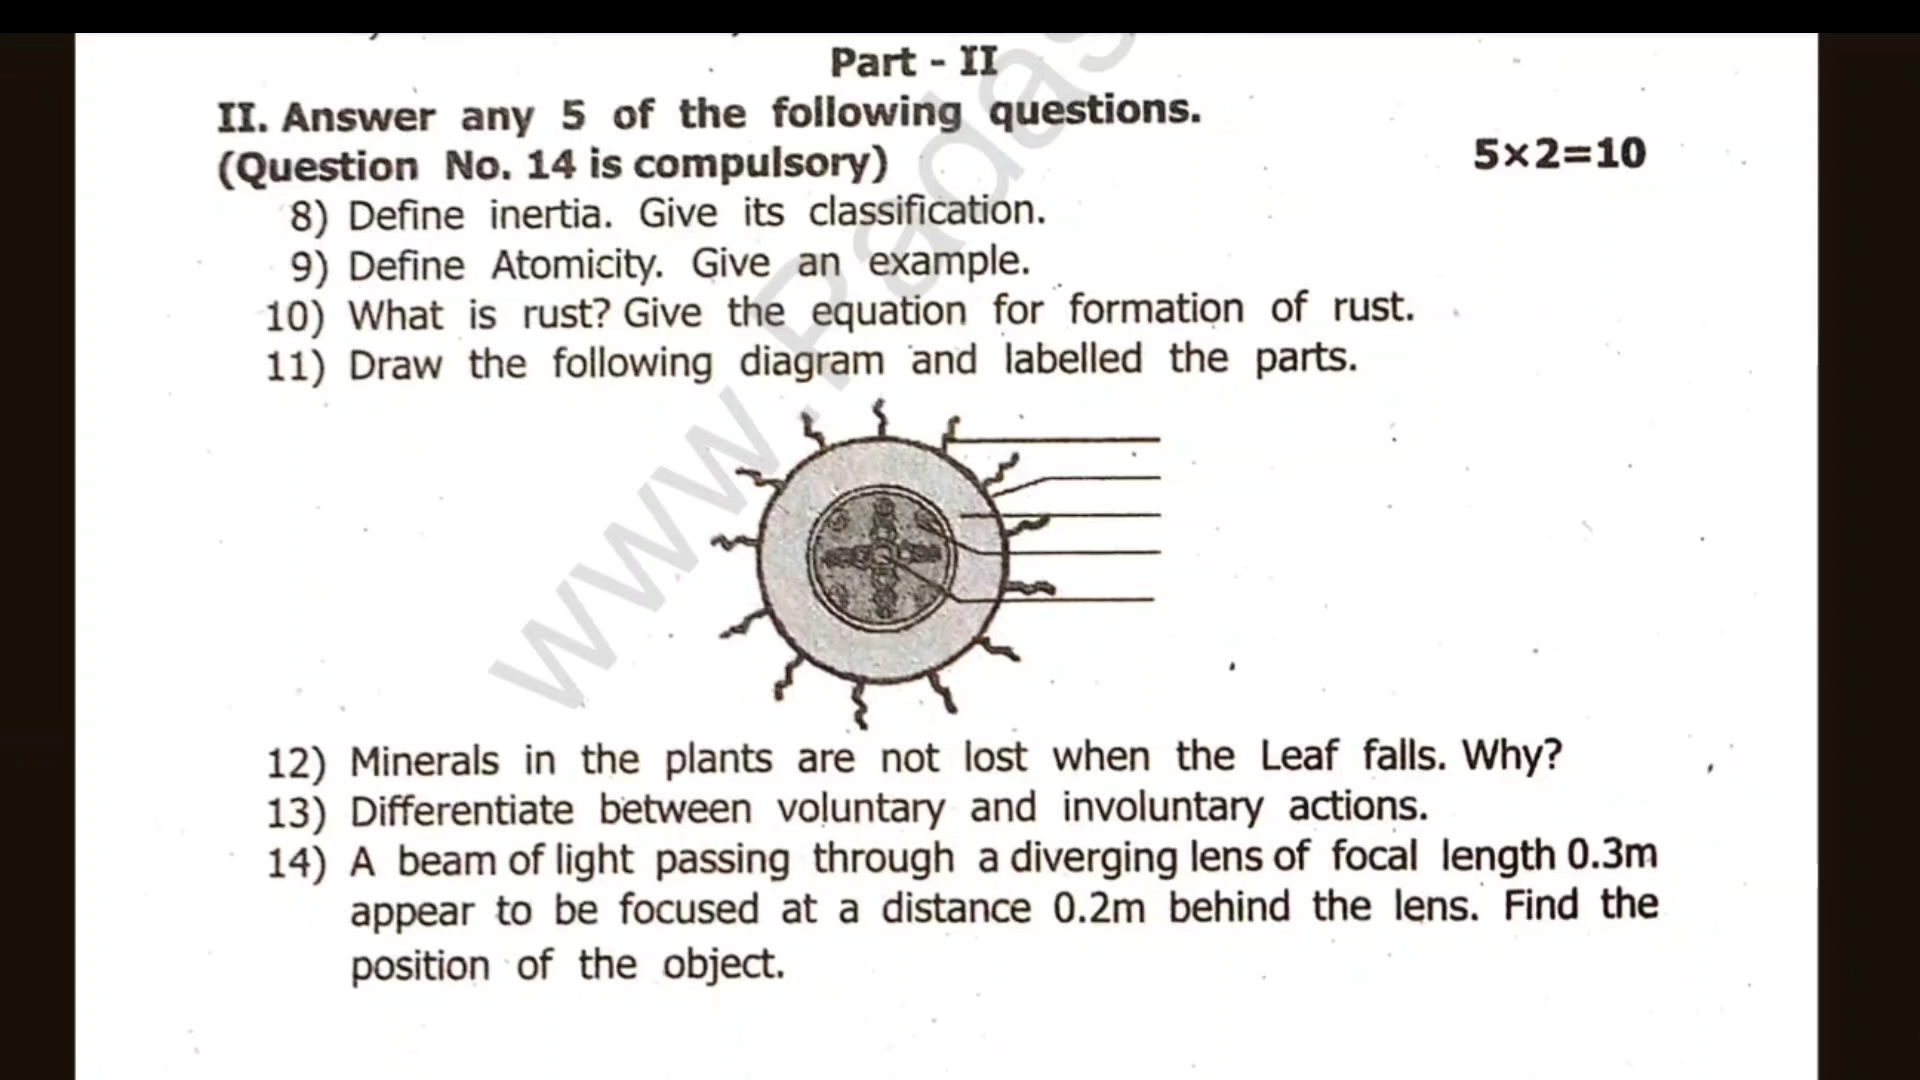 Part - II
II. Answer any 5 of the following questions.
(Question No. 14 is compulsory)
5×2=10
8) Define inertia. Give its classification.
9) Define Atomicity. Give an example.
10) What is rust? Give the equation for formation of rust.
11) Draw the following diagram and labelled the parts.
12) Minerals in the plants are not lost when the Leaf falls. Why?
13) Differentiate between voluntary and involuntary actions.
14) A beam of light passing through a diverging lens of focal length 0.3m
appear to be focused at a distance 0.2m behind the lens. Find the
position of the object.
www.Padas